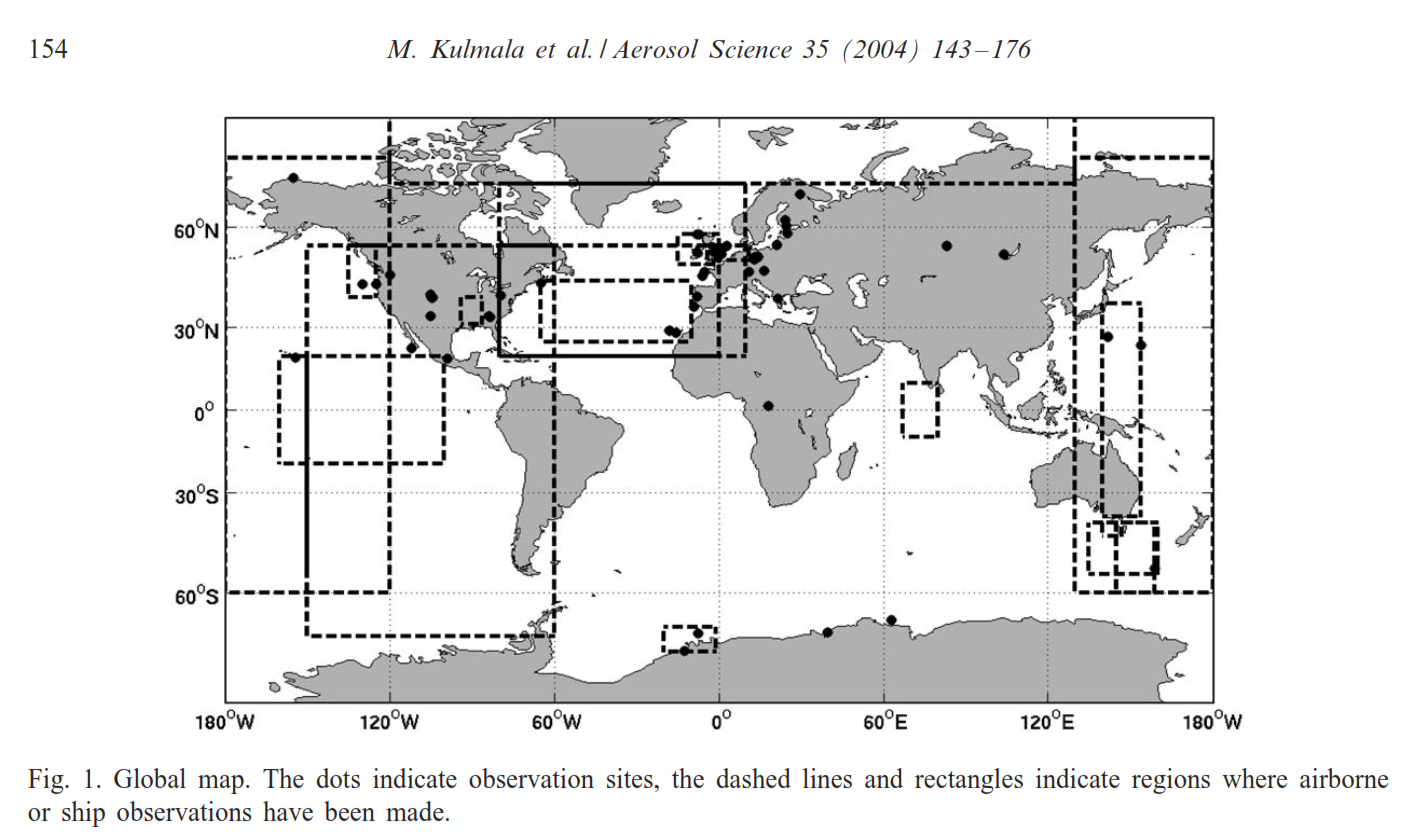 154
M. Kulmala et al. / Aerosol Science 35 (2004) 143–176
60°N
30°N
0°
30°S
60°S
180°W 120°W 60°W 0° 60°E 120°E 180°W
Fig. 1. Global map. The dots indicate observation sites, the dashed lines and rectangles indicate regions where airborne
or ship observations have been made.